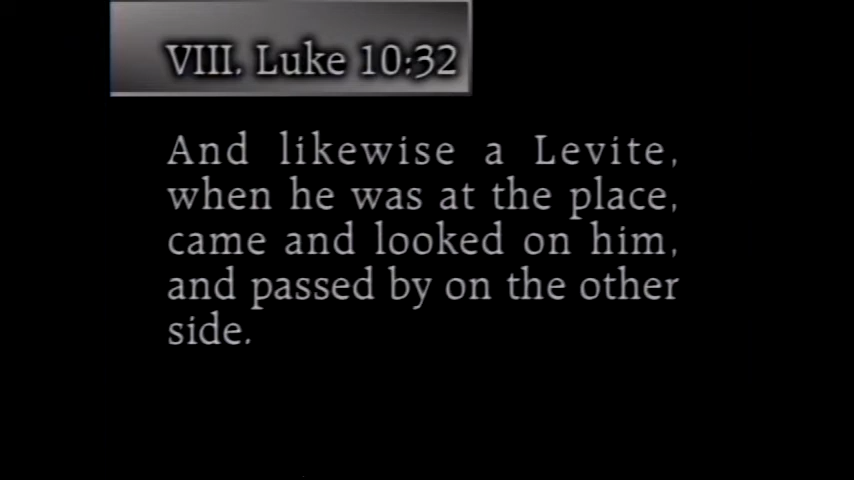 VIII. Luke 10:32
And likewise a Levite,
when he was at the place,
came and looked on him,
and passed by on the other
side.